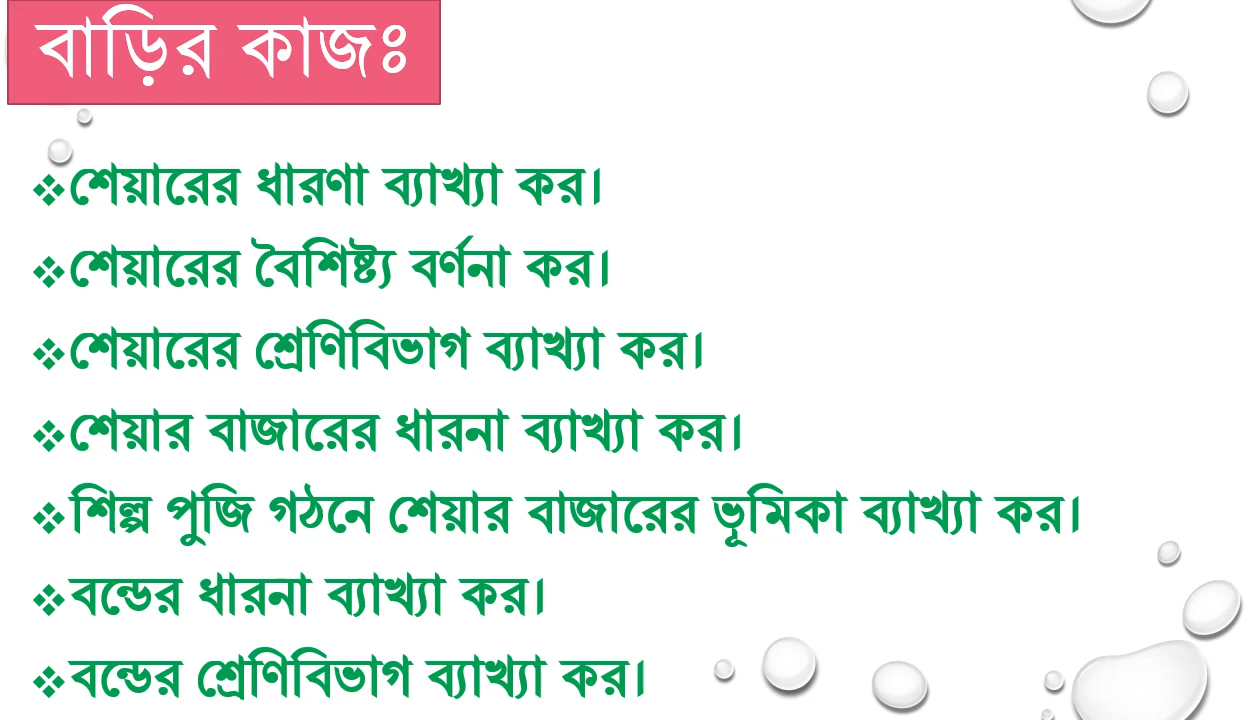 বাড়ির কাজঃ
❖শেয়ারের ধারণা ব্যাখ্যা কর।
❖শেয়ারের বৈশিষ্ট্য বর্ণনা কর।
❖শেয়ারের শ্রেণিবিভাগ ব্যাখ্যা কর।
❖শেয়ার বাজারের ধারনা ব্যাখ্যা কর।
❖শিল্প পুজি গঠনে শেয়ার বাজারের ভূমিকা ব্যাখ্যা কর।
❖বন্ডের ধারনা ব্যাখ্যা কর।
❖বন্ডের শ্রেণিবিভাগ ব্যাখ্যা কর।